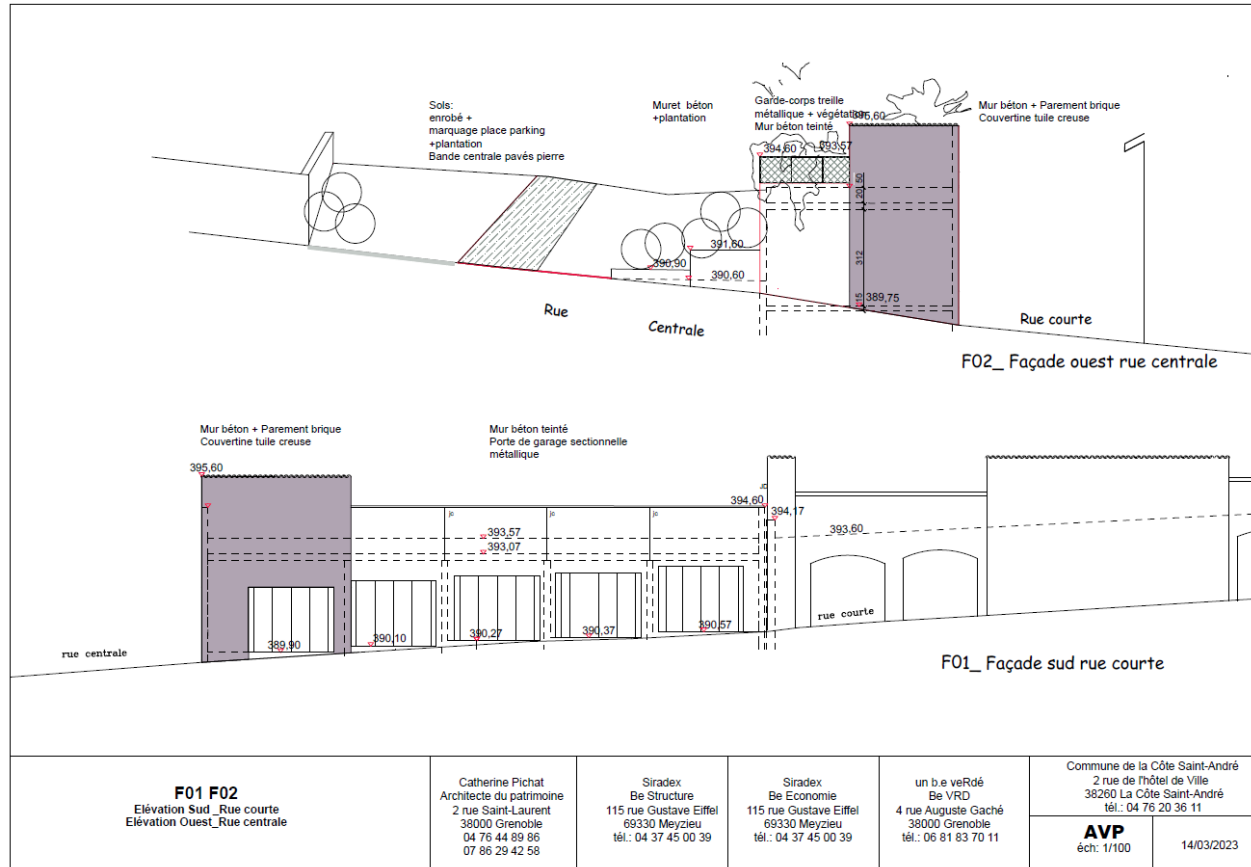 Sols:
enrobé +
marquage place parking
+plantation
Bande centrale pavés pierre
Muret béton
+plantation
Garde-corps treille
métallique + végétation
Mur béton teinté
Mur béton + Parement brique
Couvertine tuile creuse
395,60
394,60
393,57
50
20
312
15
391,60
390,90
390,60
389,75
Rue
Centrale
Rue courte
F02_ Façade ouest rue centrale
Mur béton + Parement brique
Couvertine tuile creuse
Mur béton teinté
Porte de garage sectionnelle
métallique
395,60
394,60
JD
394,17
jc
jc
jc
393,57
393,07
393,60
389,90
390,10
390,27
390,37
390,57
rue centrale
rue courte
F01_ Façade sud rue courte
F01 F02
Elévation Sud _Rue courte
Elévation Ouest_Rue centrale
Catherine Pichat
Architecte du patrimoine
2 rue Saint-Laurent
38000 Grenoble
04 76 44 89 86
07 86 29 42 58
Siradex
Be Structure
115 rue Gustave Eiffel
69330 Meyzieu
tél.: 04 37 45 00 39
Siradex
Be Economie
115 rue Gustave Eiffel
69330 Meyzieu
tél.: 04 37 45 00 39
un b.e veRdé
Be VRD
4 rue Auguste Gaché
38000 Grenoble
tél.: 06 81 83 70 11
Commune de la Côte Saint-André
2 rue de l'hôtel de Ville
38260 La Côte Saint-André
tél.: 04 76 20 36 11
AVP
éch: 1/100
14/03/2023